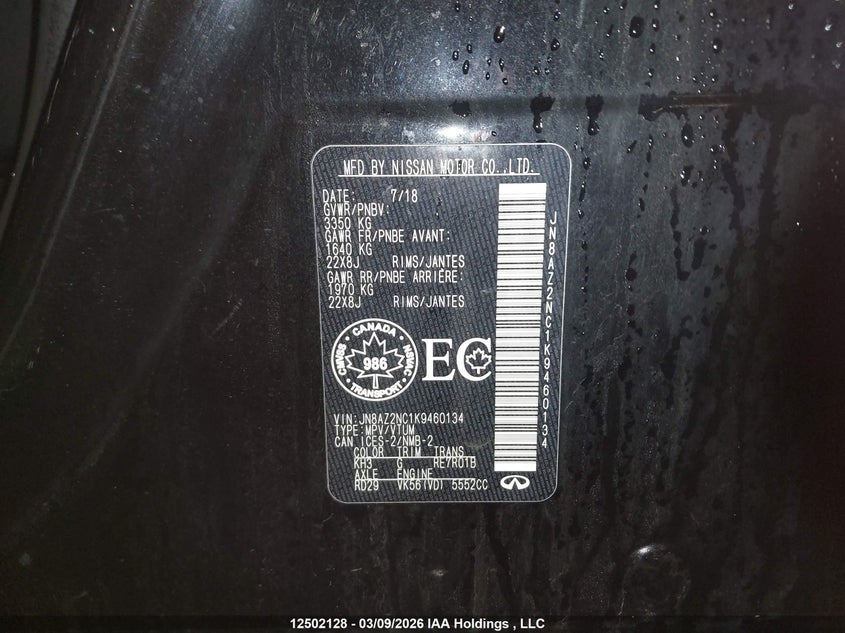 MFD BY NISSAN MOTOR CO.,LTD.
DATE: 7/18
GVWR/PNBV:
3350 KG
GAWR FR/PNBE AVANT:
1640 KG
22X8J RIMS/JANTES
GAWR RR/PNBE ARRIÈRE:
1970 KG
22X8J RIMS/JANTES
CANADA
CMVSS
986
NSVAC
TRANSPORT
EC
VIN:JN8AZ2NC1K9460134
TYPE:MPV/VTUM
CAN ICES-2/NMB-2
COLOR TRIM TRANS
KH3 G RE7R01B
AXLE ENGINE
RD29 VK56(VD) 5552CC
JN8AZ2NC1K9460134
12502128 - 03/09/2026 IAA Holdings , LLC